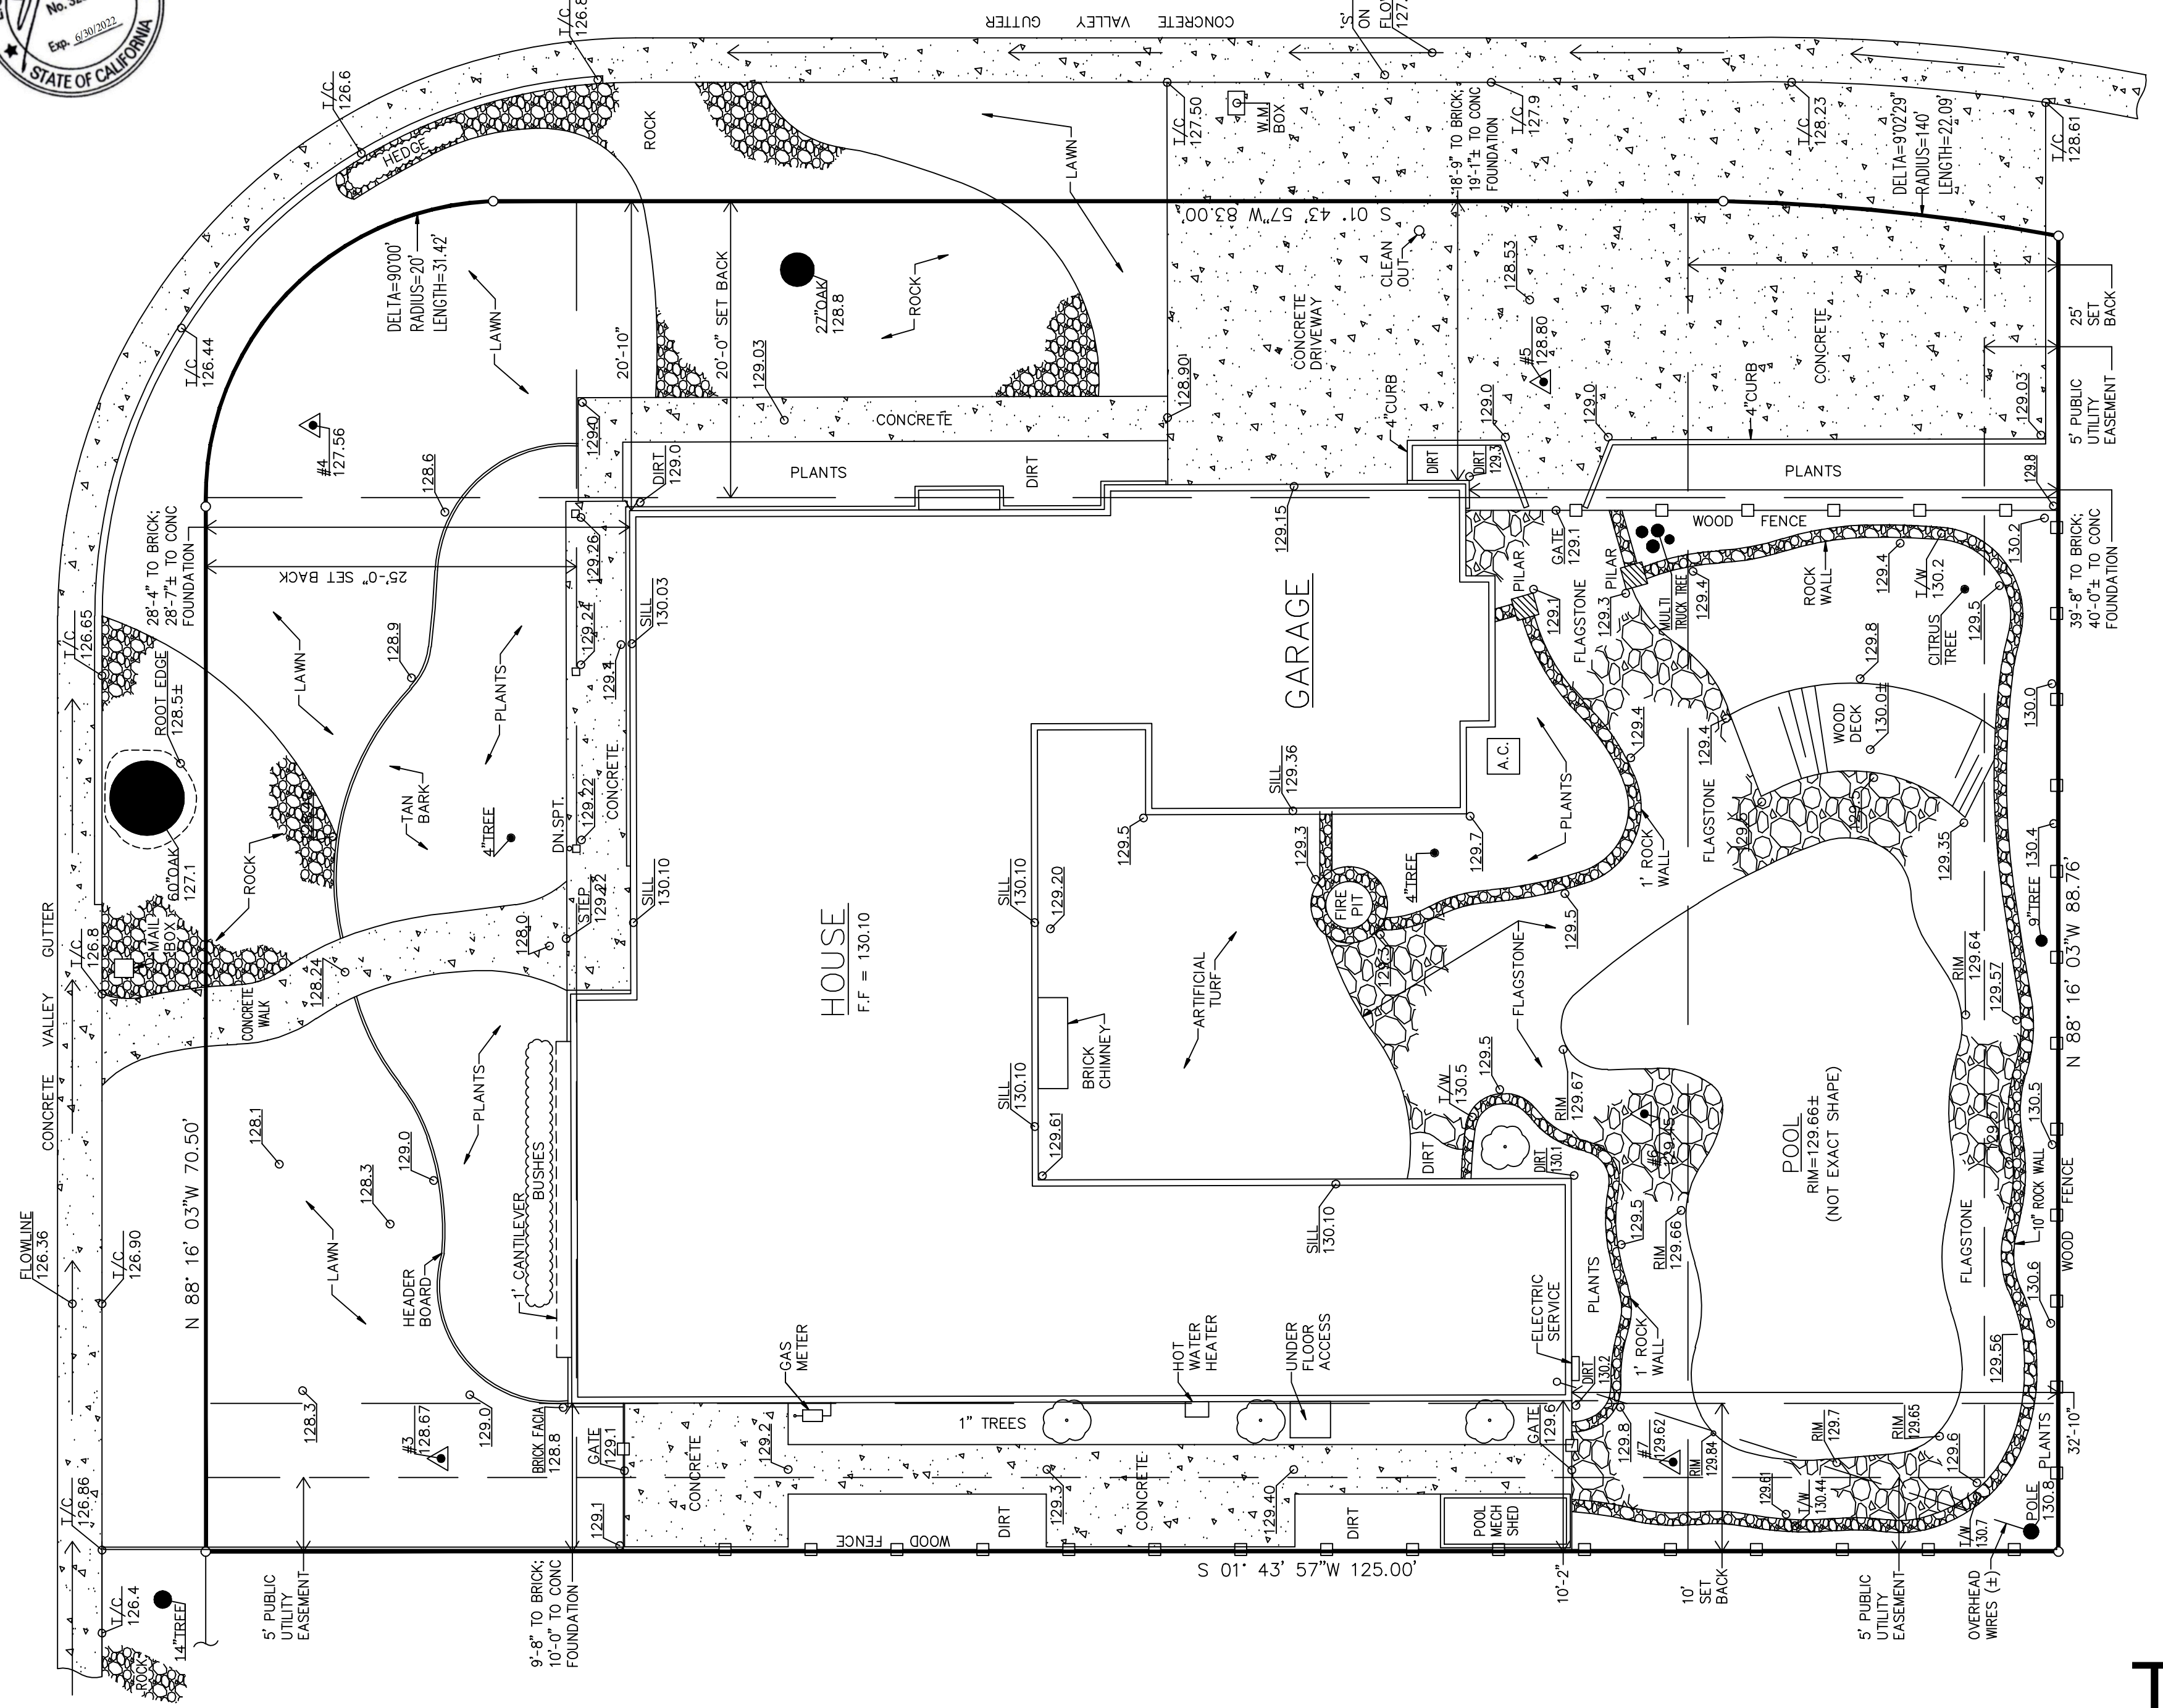 No. 32
Exp. 6/30/2022
STATE OF CALIFORNIA
CONCRETE VALLEY GUTTER
T/C
126.8
T/C
126.6
HEDGE
ROCK
LAWN
T/C
127.50
W.M
BOX
S'.
ON
FLO
127.
T/C
127.9
T/C
128.23
DELTA=9°02'29"
RADIUS=140'
LENGTH=22.09'
T/C
128.61
18'-9" TO BRICK;
19'-1"± TO CONC
FOUNDATION
S 01° 43' 57"W 83.00'
DELTA=90°00'
RADIUS=20'
LENGTH=31.42'
T/C
126.44
LAWN
20'-10"
20'-0" SET BACK
27"OAK
128.8
ROCK
129.03
CONCRETE
DRIVEWAY
CLEAN
OUT
128.53
#5
128.80
CONCRETE
25'
SET
BACK
5' PUBLIC
UTILITY
EASEMENT
#4
127.56
128.6
129.0
CONCRETE
128.90
4"CURB
129.0
129.0
4"CURB
129.03
DIRT
129.0
PLANTS
DIRT
DIRT
DIRT
129.3
PLANTS
129.8
28'-4" TO BRICK;
28'-7"± TO CONC
FOUNDATION
25'-0" SET BACK
129.26
129.15
GATE
129.1
WOOD FENCE
130.2
39'-8" TO BRICK;
40'-0"± TO CONC
FOUNDATION
T/C
126.65
ROOT EDGE
128.5±
LAWN
128.9
PLANTS
129.24
129.4
SILL
130.03
GARAGE
PILAR
PILAR
129.1
FLAGSTONE
129.3
MULTI
TRUCK TREE
129.4
ROCK
WALL
129.4
T/W
130.2
CITRUS
TREE
129.5
130.0
60"OAK
127.1
ROCK
TAN
BARK
4"TREE
DN.SPT.
129.22
CONCRETE
SILL
129.36
A.C.
PLANTS
129.4
129.4
WOOD
DECK
129.8
130.0±
129.5
FLAGSTONE
129.35
130.4
129.5
129.3
4"TREE
129.7
1' ROCK
WALL
CONCRETE VALLEY GUTTER
T/C
126.8
MAIL
BOX
CONCRETE
WALK
128.24
128.0
STEP
129.22
SILL
130.10
HOUSE
F.F = 130.10
SILL
130.10
129.20
FIRE
PIT
129.5
9"TREE
ARTIFICIAL
TURF
FLAGSTONE
RIM
129.64
129.57
N 88° 16' 03"W 88.76'
BRICK
CHIMNEY
SILL
130.10
129.61
T/W
130.5
129.5
RIM
129.67
#6
POOL
RIM=129.66±
(NOT EXACT SHAPE)
130.5
N 88° 16' 03"W 70.50'
128.1
128.3
129.0
PLANTS
BUSHES
1' CANTILEVER
DIRT
DIRT
130.1
FLOWLINE
126.36
T/C
126.90
LAWN
HEADER
BOARD
SILL
130.10
129.5
RIM
129.66
PLANTS
FLAGSTONE
10" ROCK WALL
WOOD FENCE
130.6
GAS
METER
HOT
WATER
HEATER
UNDER
FLOOR
ACCESS
ELECTRIC
SERVICE
DIRT
130.2
1' ROCK
WALL
129.56
128.3
#3
128.67
129.0
BRICK FACIA
128.8
GATE
129.1
129.2
1" TREES
GATE
129.6
129.8
#7
129.62
RIM
129.84
RIM
129.7
RIM
129.65
129.6
PLANTS
32'-10"
T/C
126.86
129.1
CONCRETE
129.3
CONCRETE
129.40
DIRT
DIRT
WOOD FENCE
POOL
MECH
SHED
129.61
T/W
130.44
T/W
130.7
POLE
130.8
S 01° 43' 57"W 125.00'
T/C
126.4
14"TREE
ROCK
5' PUBLIC
UTILITY
EASEMENT
9'-8" TO BRICK;
10'-0" TO CONC
FOUNDATION
10'-2"
10'
SET
BACK
5' PUBLIC
UTILITY
EASEMENT
OVERHEAD
WIRES (±)
T